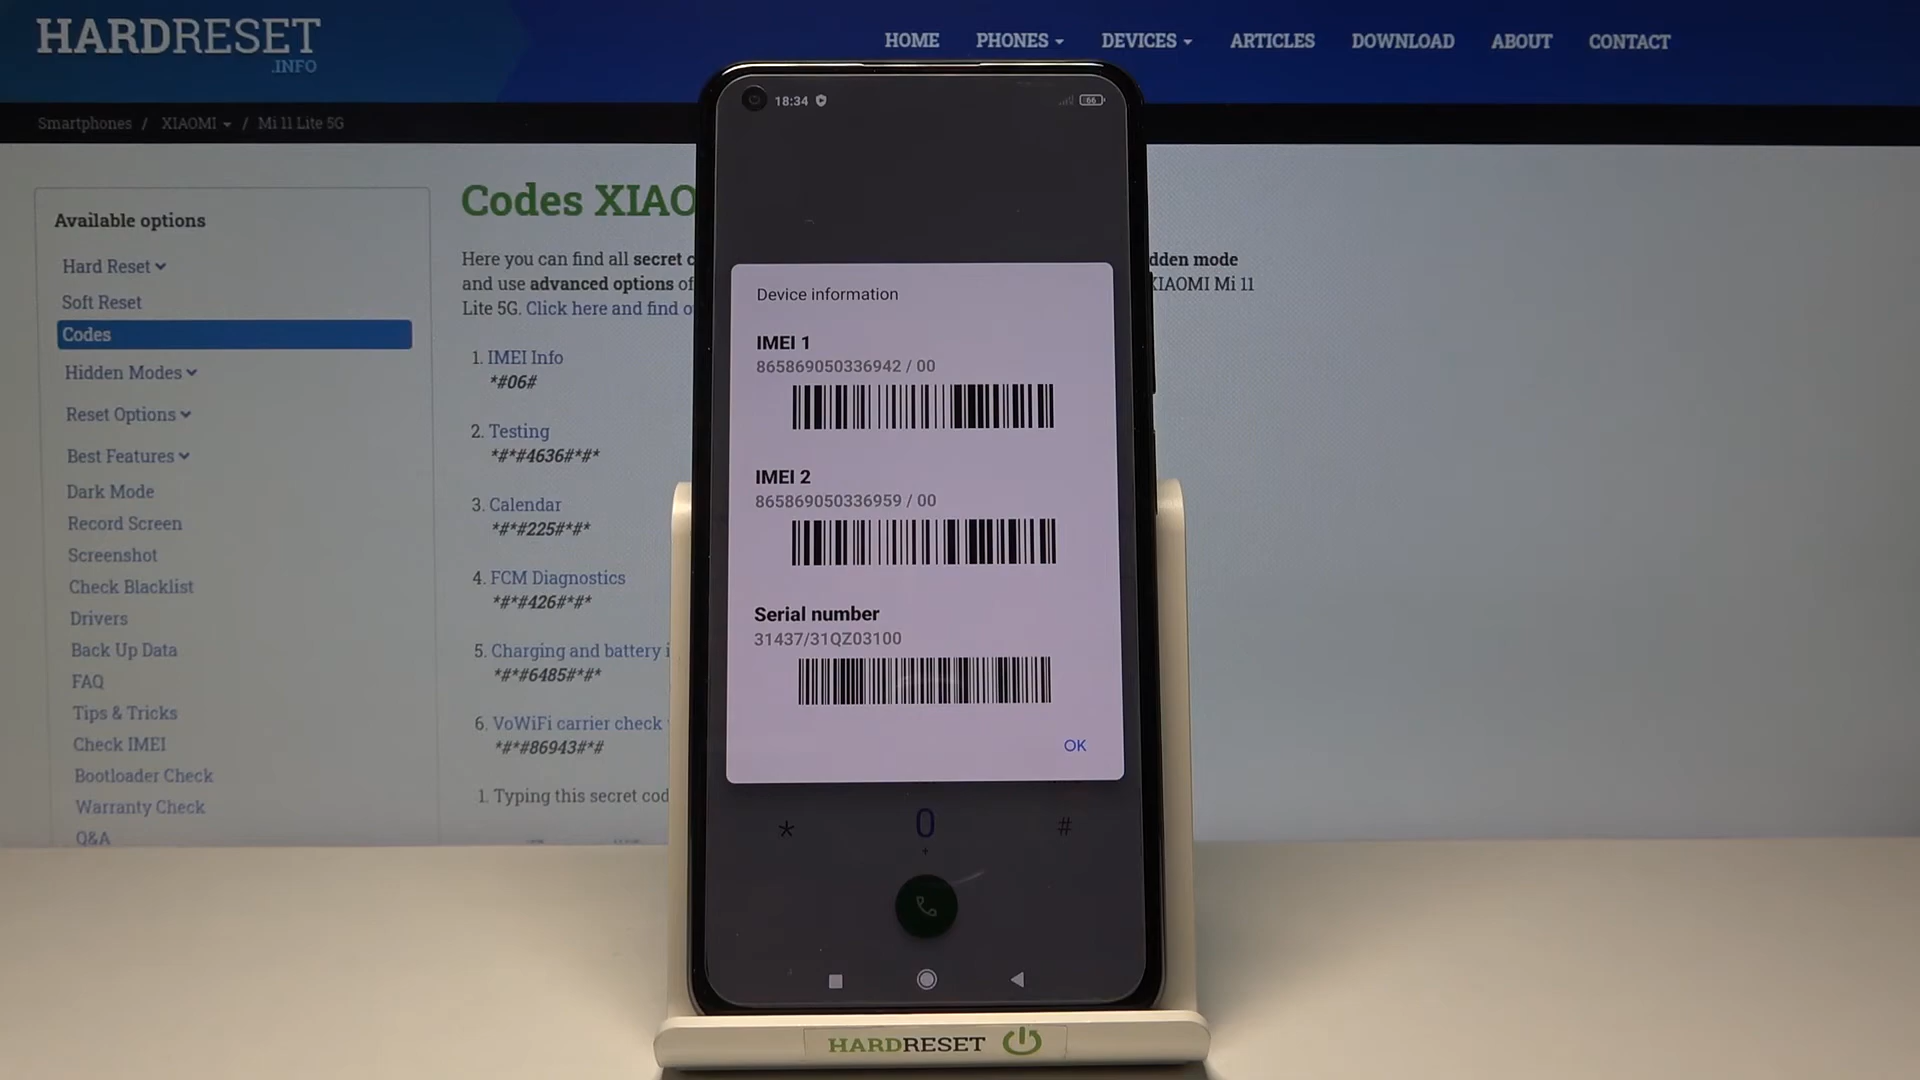 HARDRESET
.INFO
HOME PHONES DEVICES ARTICLES DOWNLOAD ABOUT CONTACT
Smartphones / XIAOMI / Mi 11 Lite 5G
Available options
Hard Reset
Soft Reset
Codes
Hidden Modes
Reset Options
Best Features
Dark Mode
Record Screen
Screenshot
Check Blacklist
Drivers
Back Up Data
FAQ
Tips & Tricks
Check IMEI
Bootloader Check
Warranty Check
Q&A
Codes XIAO
Here you can find all secret c dden mode
and use advanced options of XIAOMI Mi 11
Lite 5G. Click here and find o
1. IMEI Info
*#06#
2. Testing
*#*#4636#*#*
3. Calendar
*#*#225#*#*
4. FCM Diagnostics
*#*#426#*#*
5. Charging and battery i
*#*#6485#*#*
6. VoWiFi carrier check
*#*#86943#*#
1. Typing this secret cod
18:34 66
Device information
IMEI 1
865869050336942 / 00
IMEI 2
865869050336959 / 00
Serial number
31437/31QZ03100
OK
* 0 #
+
HARDRESET